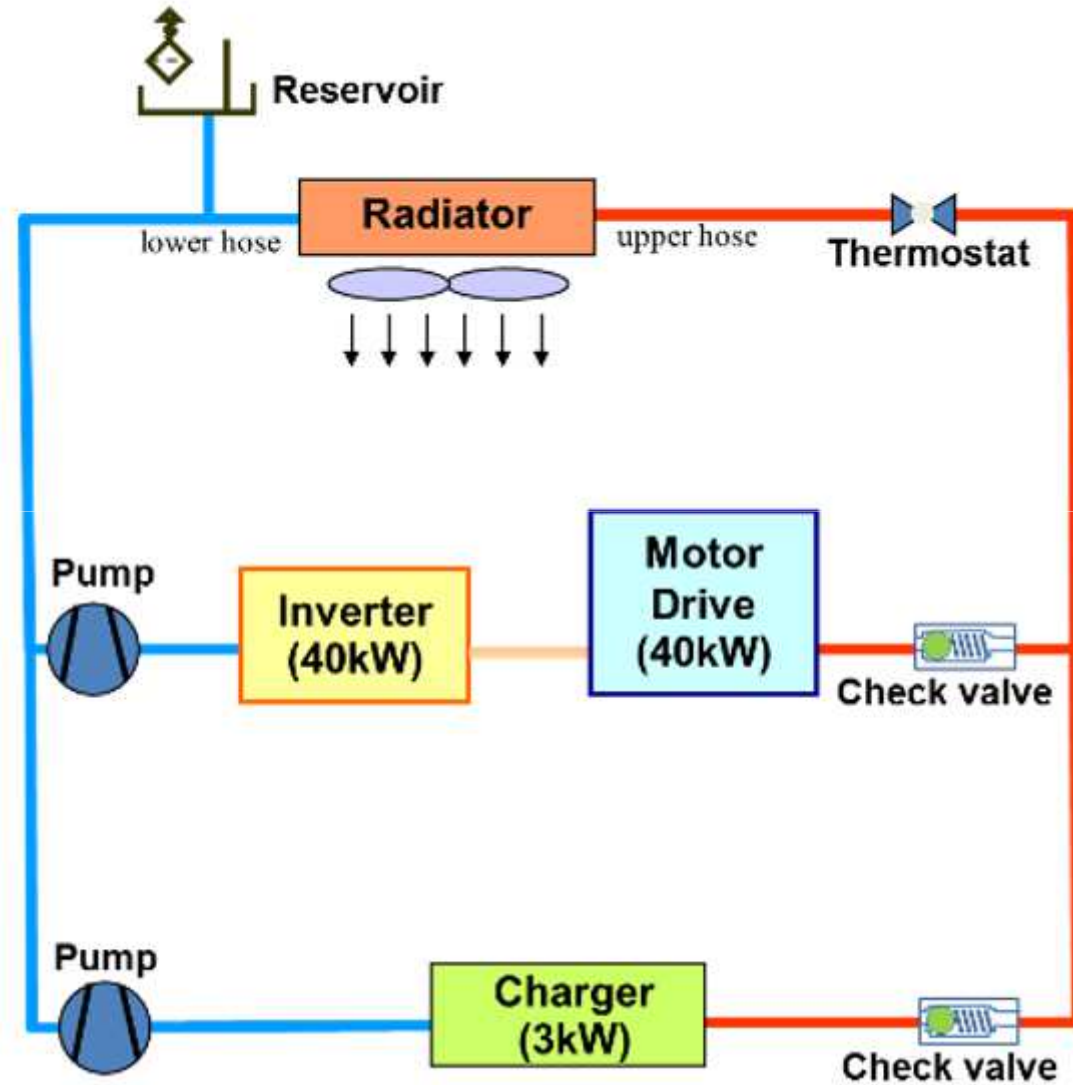 Reservoir
Radiator
lower hose
upper hose
Thermostat
Pump
Inverter
(40kW)
Motor
Drive
(40kW)
Check valve
Pump
Charger
(3kW)
Check valve